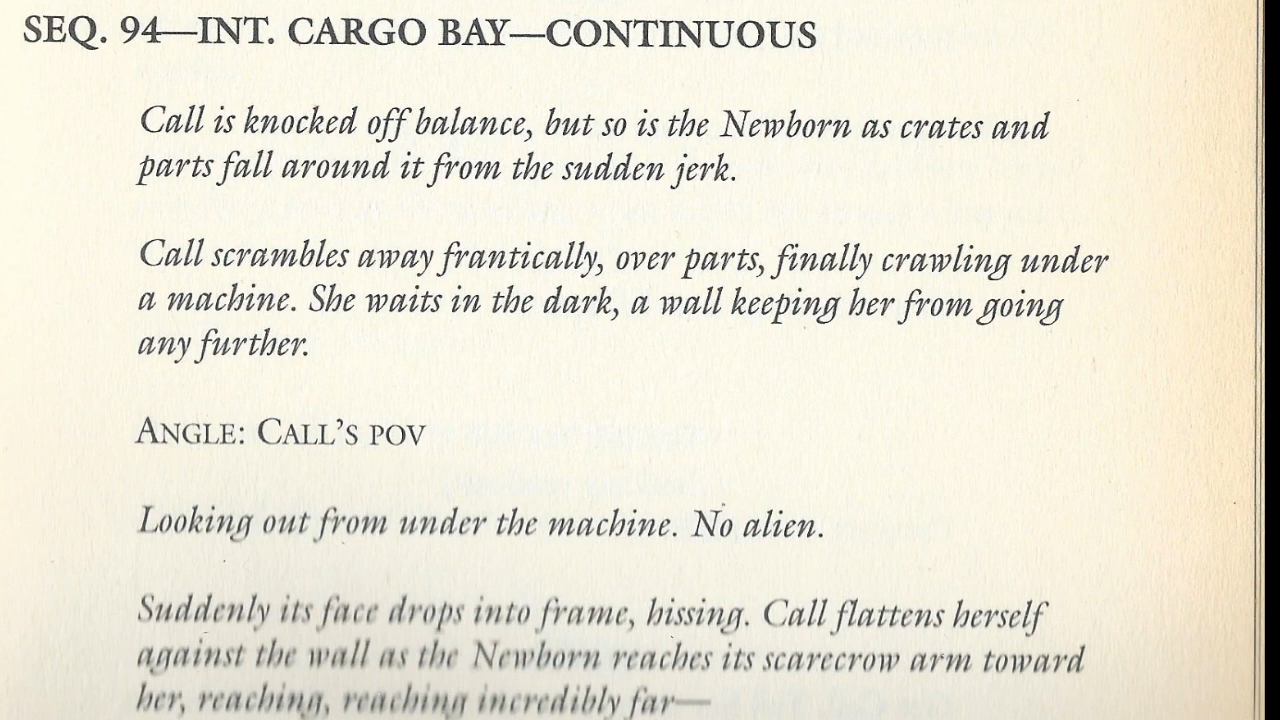 SEQ. 94—INT. CARGO BAY—CONTINUOUS
Call is knocked off balance, but so is the Newborn as crates and
parts fall around it from the sudden jerk.
Call scrambles away frantically, over parts, finally crawling under
a machine. She waits in the dark, a wall keeping her from going
any further.
ANGLE: CALL'S POV
Looking out from under the machine. No alien.
Suddenly its face drops into frame, hissing. Call flattens herself
against the wall as the Newborn reaches its scarecrow arm toward
her, reaching, reaching incredibly far—